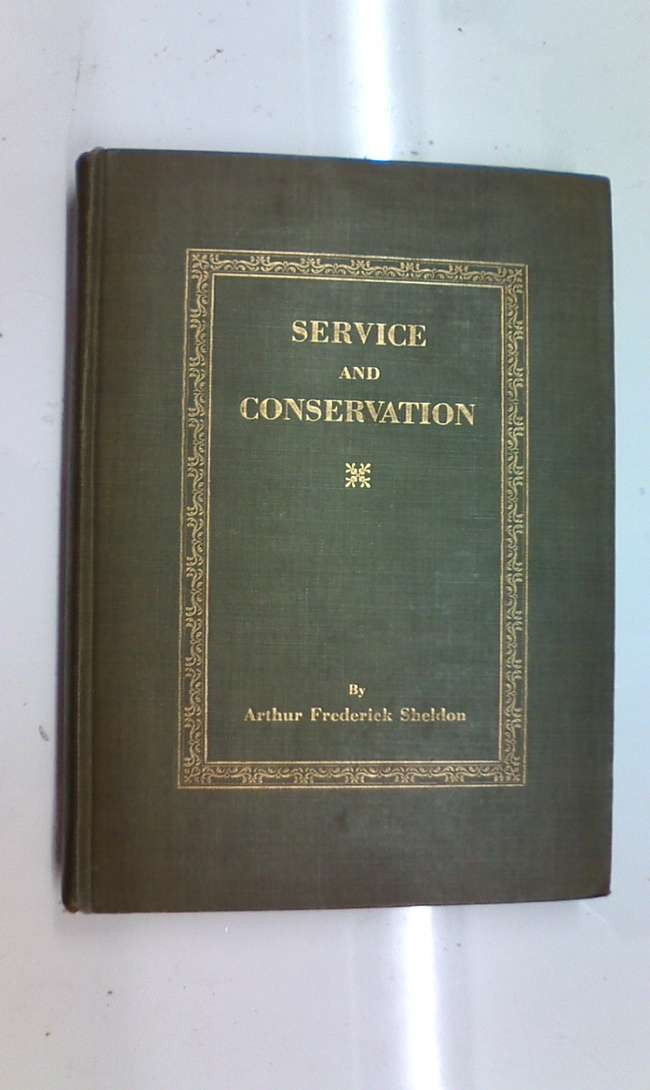 SERVICE
AND
CONSERVATION
By
Arthur Frederick Sheldon